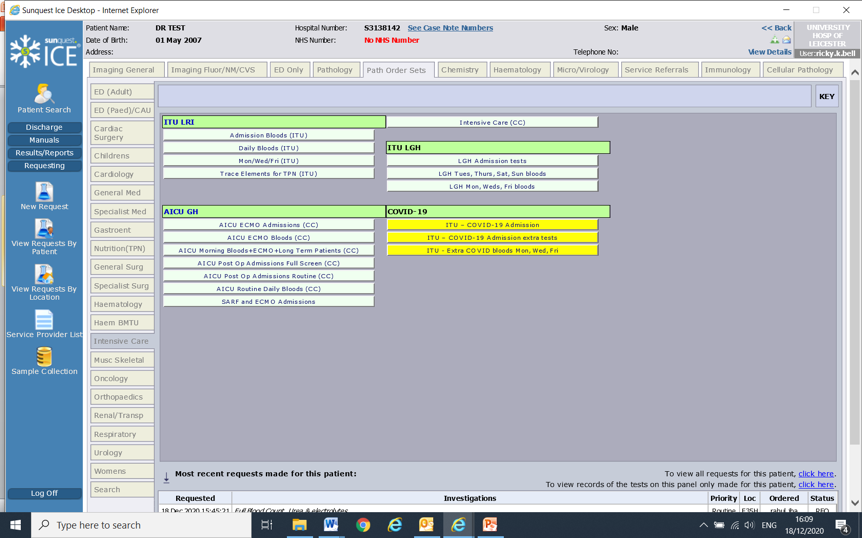 Sunquest Ice Desktop - Internet Explorer
sunquest
ICE
Patient Name: DR TEST Hospital Number: S3138142 See Case Note Numbers Sex: Male << Back
Date of Birth: 01 May 2007 NHS Number: No NHS Number
Address: Telephone No: View Details
UNIVERSITY
HOSP OF
LEICESTER
User:ricky.k.bell
Imaging General Imaging Fluor/NM/CVS ED Only Pathology Path Order Sets Chemistry Haematology Micro/Virology Service Referrals Immunology Cellular Pathology
Patient Search
Discharge
Manuals
Results/Reports
Requesting
New Request
View Requests By
Patient
View Requests By
Location
Service Provider List
Sample Collection
Log Off
ED (Adult)
ED (Paed)/CAU
Cardiac
Surgery
Childrens
Cardiology
General Med
Specialist Med
Gastroent
Nutrition(TPN)
General Surg
Specialist Surg
Haematology
Haem BMTU
Intensive Care
Musc Skeletal
Oncology
Orthopaedics
Renal/Transp
Respiratory
Urology
Womens
Search
KEY
ITU LRI
Admission Bloods (ITU)
Daily Bloods (ITU)
Mon/Wed/Fri (ITU)
Trace Elements for TPN (ITU)
Intensive Care (CC)
ITU LGH
LGH Admission tests
LGH Tues, Thurs, Sat, Sun bloods
LGH Mon, Weds, Fri bloods
AICU GH
AICU ECMO Admissions (CC)
AICU ECMO Bloods (CC)
AICU Morning Bloods+ECMO+Long Term Patients (CC)
AICU Post Op Admissions Full Screen (CC)
AICU Post Op Admissions Routine (CC)
AICU Routine Daily Bloods (CC)
SARF and ECMO Admissions
COVID-19
ITU - COVID-19 Admission
ITU - COVID-19 Admission extra tests
ITU - Extra COVID bloods Mon, Wed, Fri
Most recent requests made for this patient:
To view all requests for this patient, click here.
To view records of the tests on this panel only made for this patient, click here.
Requested Investigations Priority Loc Ordered Status
18 Dec 2020 15:45:21 Full Blood Count, Urea & electrolytes Routine
Type here to search
ENG
16:09
18/12/2020
4